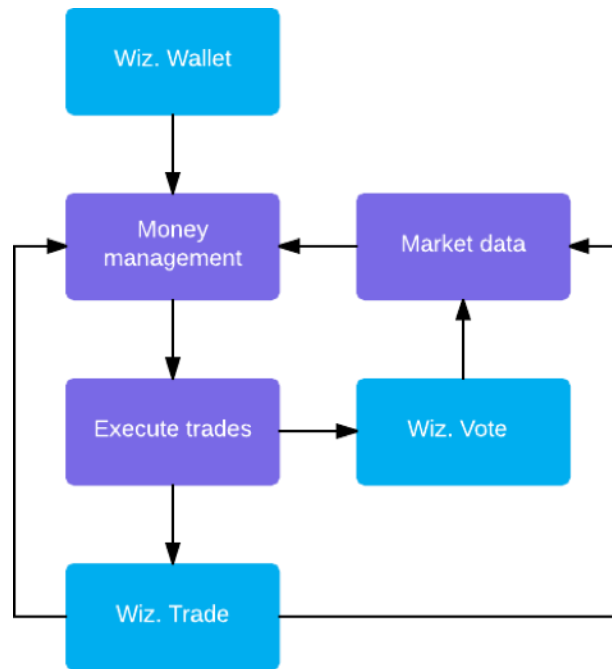 Wiz. Wallet
Money
management
Market data
Execute trades
Wiz. Vote
Wiz. Trade